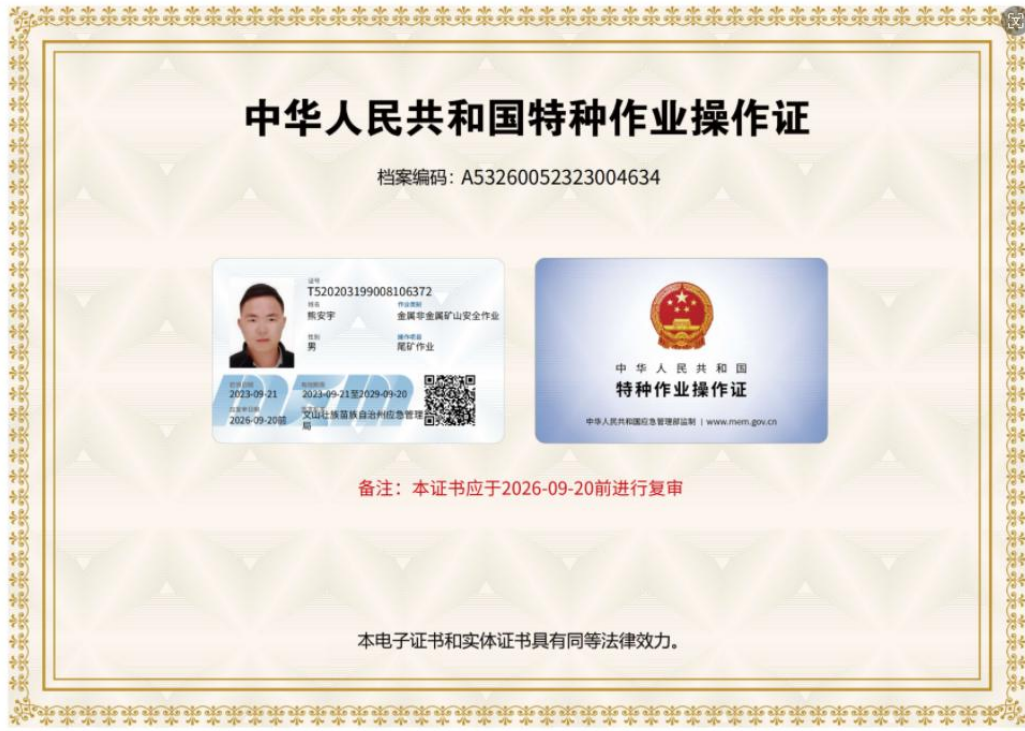 中华人民共和国特种作业操作证
档案编码：A53260052323004634
证号
T520203199008106372
姓名
作业类别
熊安宇
金属非金属矿山安全作业
性别
操作项目
男
尾矿作业
初领日期
有效期限
2023-09-21
2023-09-21至2029-09-20
应复审日期
2026-09-20前
文山壮族苗族自治州应急管理
局
中华人民共和国
特种作业操作证
中华人民共和国应急管理部监制 | www.mem.gov.cn
备注：本证书应于2026-09-20前进行复审
本电子证书和实体证书具有同等法律效力。